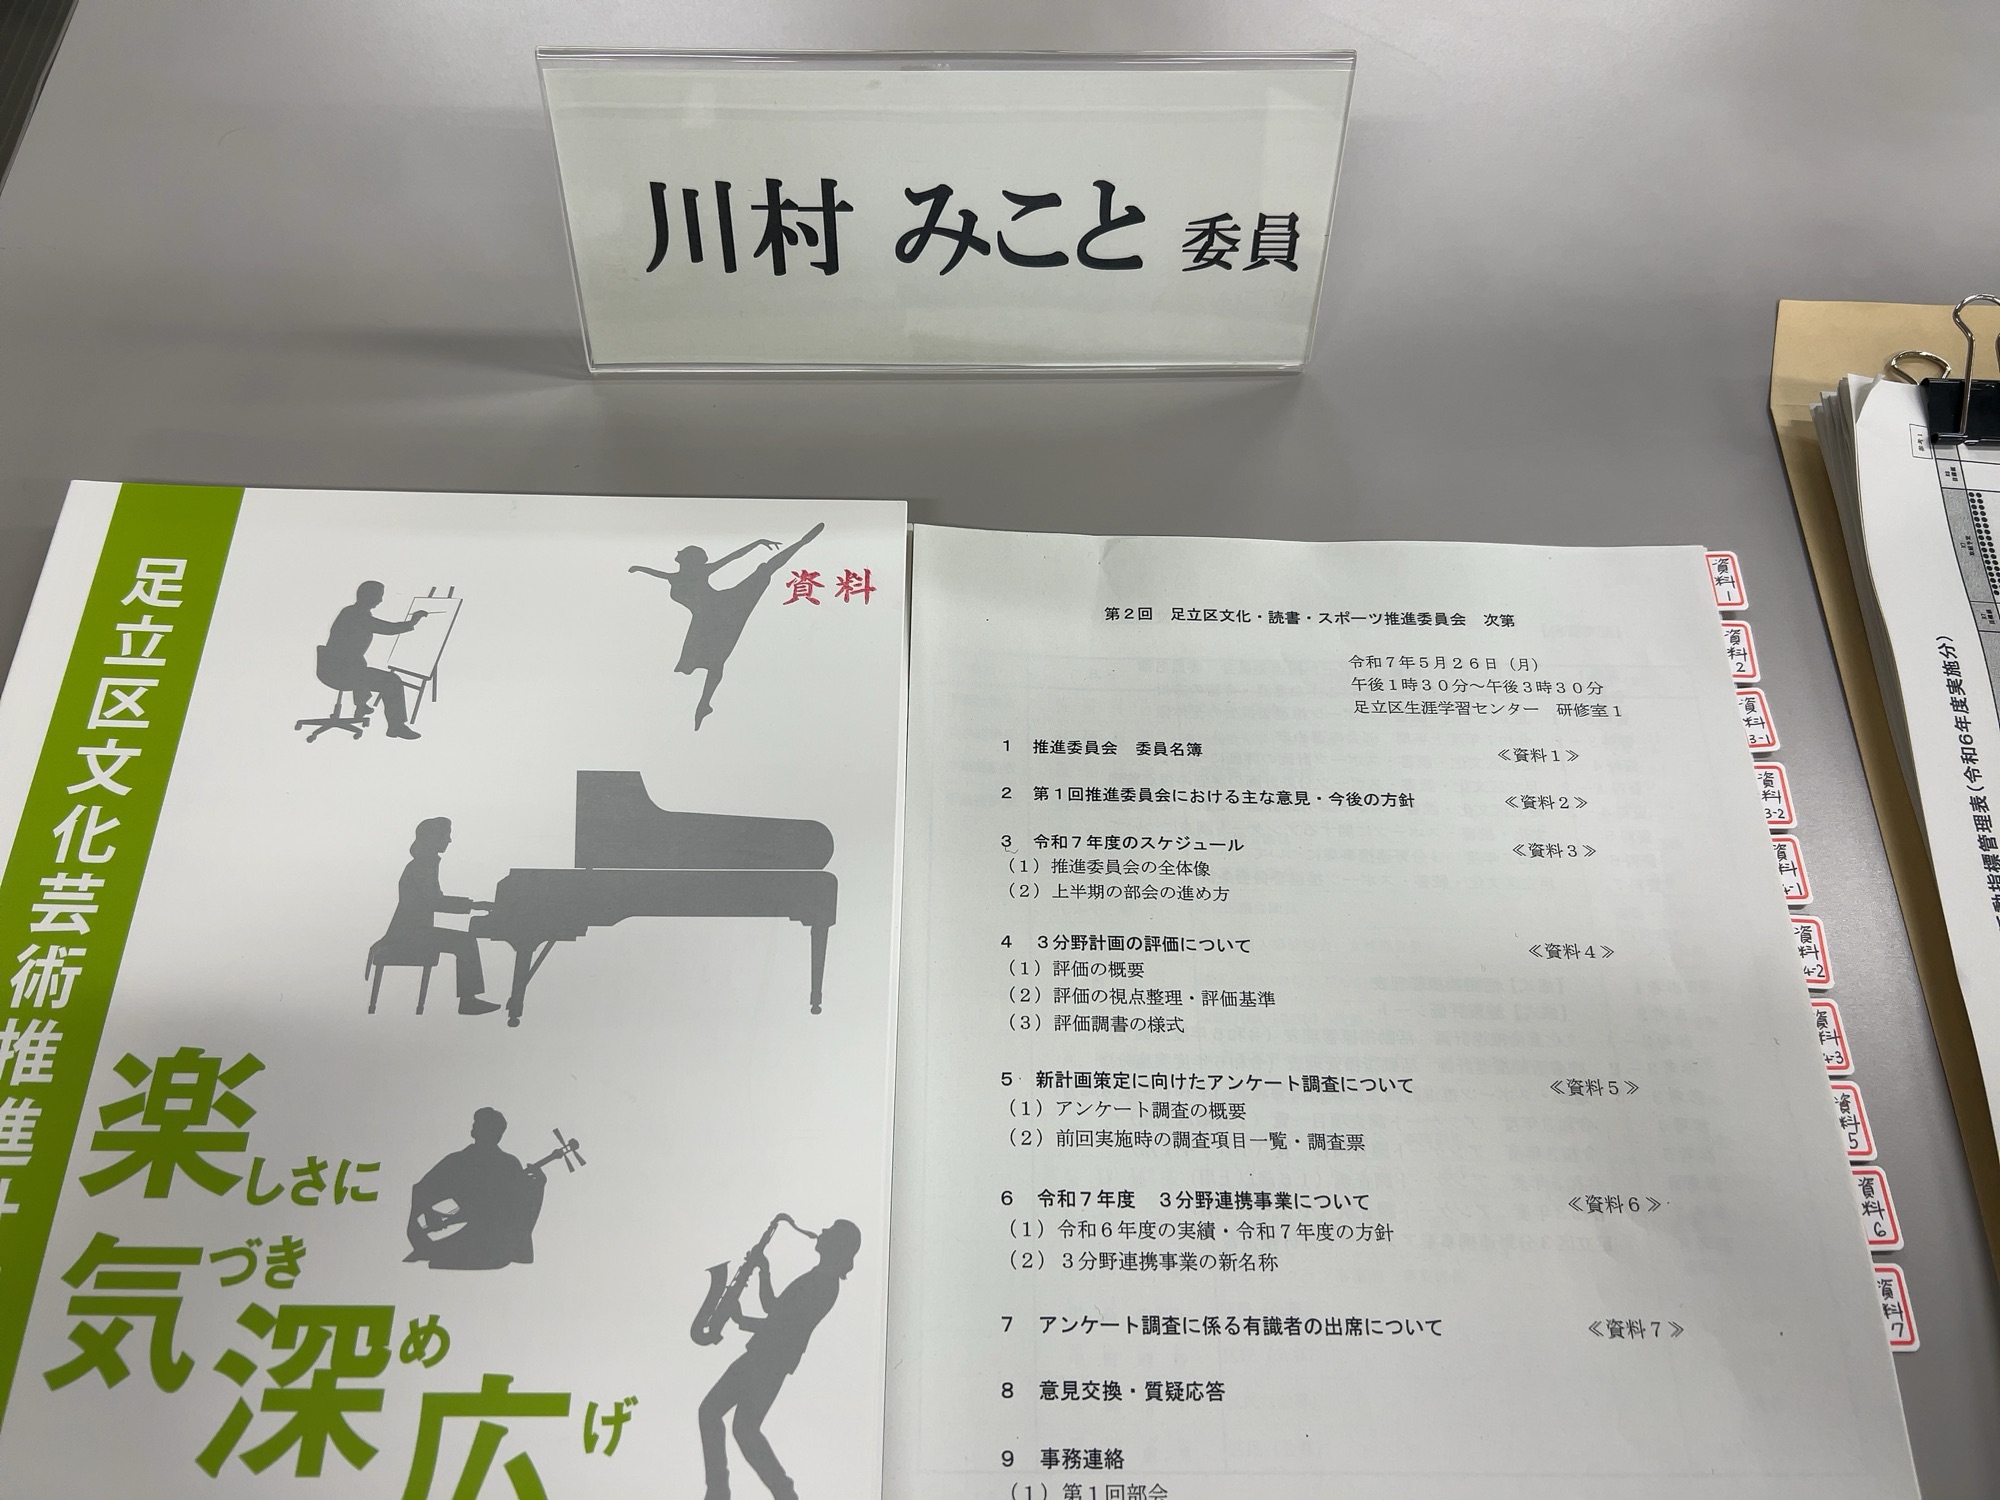 川村 みこと 委員
足立区文化芸術推進計
資料
楽しさに
気づき
深め
広げ
第2回 足立区文化・読書・スポーツ推進委員会 次第
令和7年5月26日（月）
午後1時30分～午後3時30分
足立区生涯学習センター 研修室1
1 推進委員会 委員名簿 ≪資料1≫
2 第1回推進委員会における主な意見・今後の方針 ≪資料2≫
3 令和7年度のスケジュール ≪資料3≫
（1）推進委員会の全体像
（2）上半期の部会の進め方
4 3分野計画の評価について ≪資料4≫
（1）評価の概要
（2）評価の視点整理・評価基準
（3）評価調書の様式
5 新計画策定に向けたアンケート調査について ≪資料5≫
（1）アンケート調査の概要
（2）前回実施時の調査項目一覧・調査票
6 令和7年度 3分野連携事業について ≪資料6≫
（1）令和6年度の実績・令和7年度の方針
（2）3分野連携事業の新名称
7 アンケート調査に係る有識者の出席について ≪資料7≫
8 意見交換・質疑応答
9 事務連絡
（1）第1回部会
資料1
資料2
資料3-1
資料3-2
資料4-1
資料4-2
資料4-3
資料5
資料6
資料7
動指標管理表（令和6年度実施分）